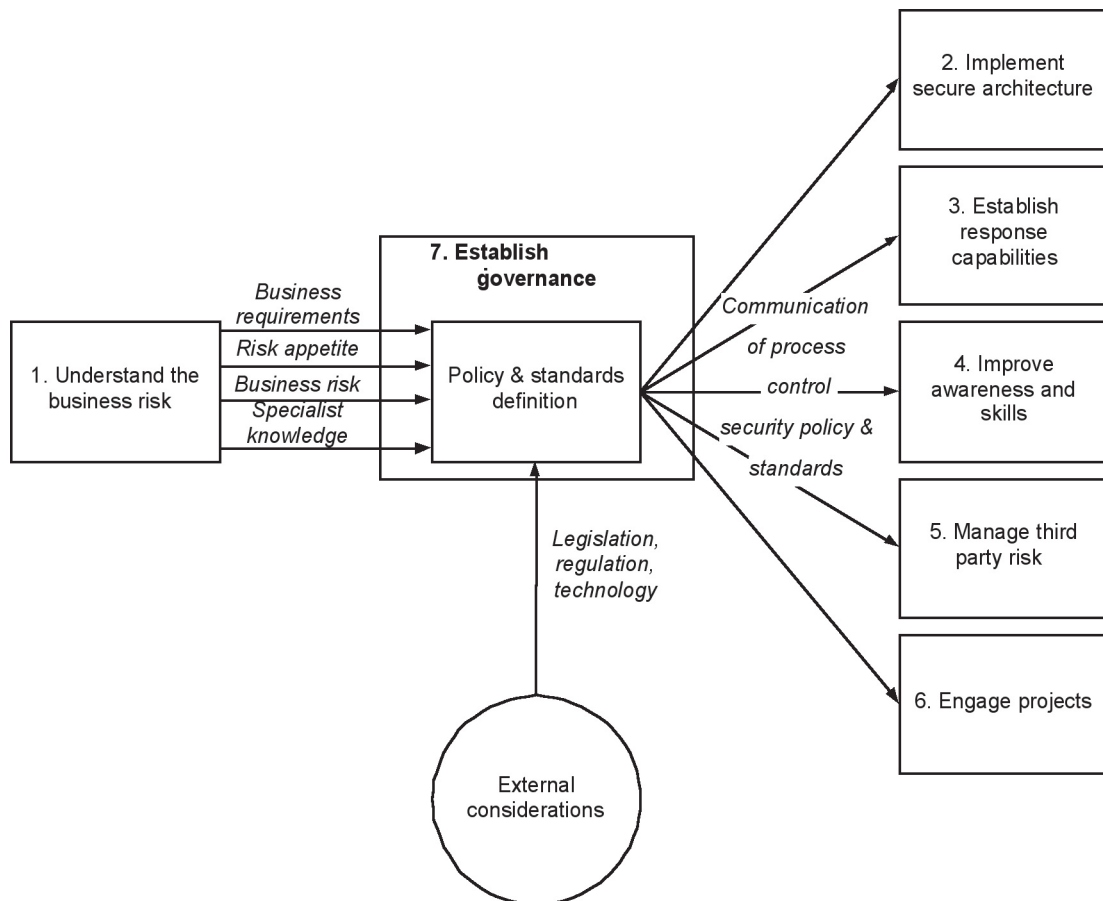 2. Implement
secure architecture
3. Establish
response
capabilities
7. Establish
governance
Business
requirements
Risk appetite
Business risk
Specialist
knowledge
1. Understand the
business risk
Policy & standards
definition
Communication
of process
control
security policy &
standards
4. Improve
awareness and
skills
5. Manage third
party risk
Legislation,
regulation,
technology
6. Engage projects
External
considerations